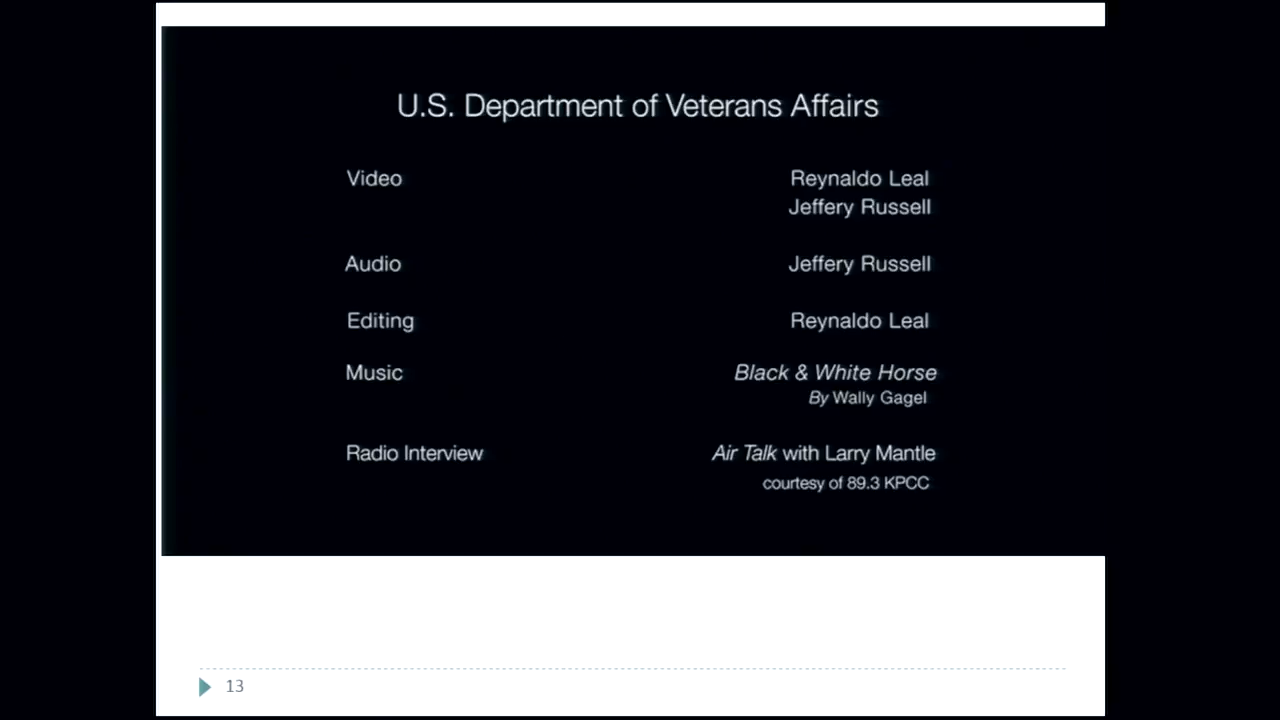 U.S. Department of Veterans Affairs
Video Reynaldo Leal
Jeffery Russell
Audio Jeffery Russell
Editing Reynaldo Leal
Music Black & White Horse
By Wally Gagel
Radio Interview Air Talk with Larry Mantle
courtesy of 89.3 KPCC
13